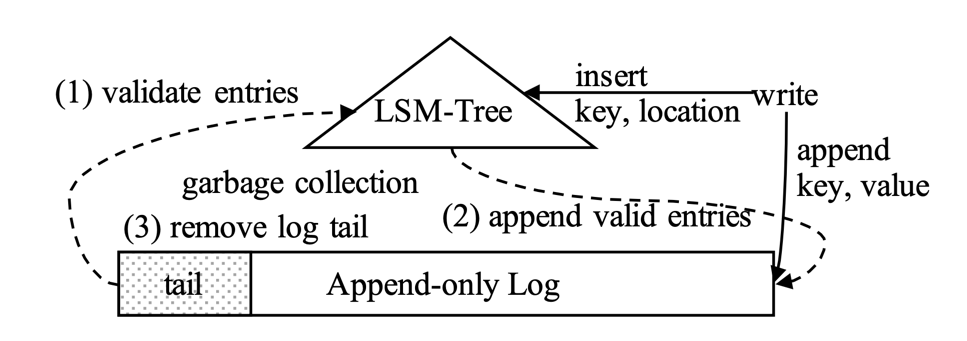 (1) validate entries
LSM-Tree
insert
key, location
write
append
key, value
garbage collection
(2) append valid entries
(3) remove log tail
tail
Append-only Log